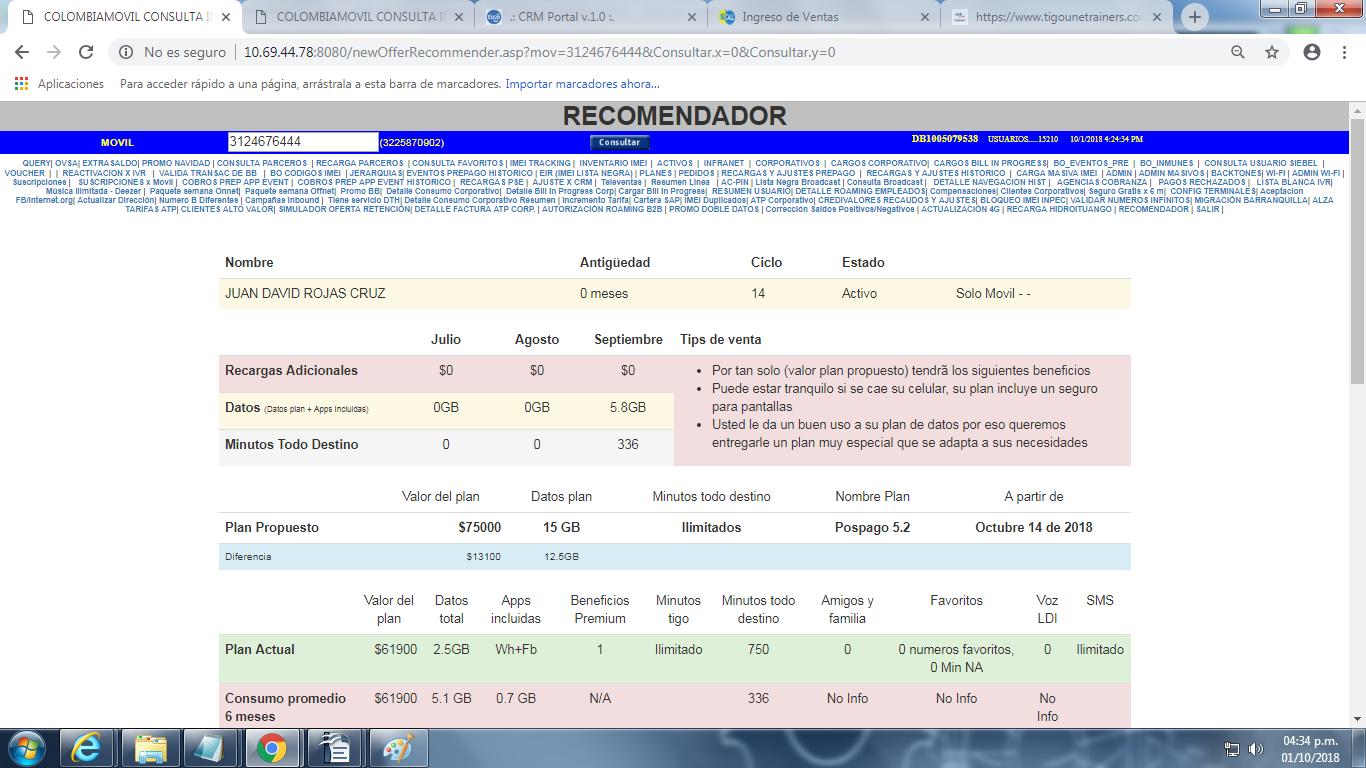 COLOMBIAMOVIL CONSULTA I
COLOMBIAMOVIL CONSULTA I
.: CRM Portal v.1.0 :.
Ingreso de Ventas
https://www.tigounetrainers.co
No es seguro 10.69.44.78:8080/newOfferRecommender.asp?mov=3124676444&Consultar.x=0&Consultar.y=0
Aplicaciones Para acceder rápido a una página, arrástrala a esta barra de marcadores. Importar marcadores ahora...
RECOMENDADOR
MOVIL 3124676444 (3225870902) Consultar DB1005079538 USUARIOS.....15210 10/1/2018 4:24:34 PM
QUERY| OVSA| EXTRASALDO| PROMO NAVIDAD | CONSULTA PARCEROS | RECARGA PARCEROS | CONSULTA FAVORITOS | IMEI TRACKING | INVENTARIO IMEI | ACTIVOS | INFRANET | CORPORATIVOS | CARGOS CORPORATIVO| CARGOS BILL IN PROGRESS| BO_EVENTOS_PRE | BO_INMUNES | CONSULTA USUARIO SIEBEL |
VOUCHER | | REACTIVACION X IVR | VALIDA TRANSAC DE BB | BO CODIGOS IMEI | JERARQUIAS| EVENTOS PREPAGO HISTORICO | EIR (IMEI LISTA NEGRA) | PLANES | PEDIDOS | RECARGAS Y AJUSTES PREPAGO | RECARGAS Y AJUSTES HISTORICO | CARGA MASIVA IMEI | ADMIN | ADMIN MASIVOS | BACKTONES| WI-FI | ADMIN WI-FI |
Suscripciones | SUSCRIPCIONES x Movil | COBROS PREP APP EVENT | COBROS PREP APP EVENT HISTORICO | RECARGAS PSE | AJUSTE X CRM | Televentas | Resumen Linea | AC-PIN | Lista Negra Broadcast | Consulta Broadcast | DETALLE NAVEGACION HIST | AGENCIAS COBRANZA | PAGOS RECHAZADOS | LISTA BLANCA IVR|
Musica Ilimitada - Deezer | Paquete semana Onnet| Paquete semana Offnet| Promo BB| Detalle Consumo Corporativo| Detalle Bill In Progress Corp| Cargar Bill In Progress| RESUMEN USUARIO| DETALLE ROAMING EMPLEADOS| Compensaciones| Clientes Corporativos| Seguro Gratis x 6 m| CONFIG TERMINALES| Aceptacion
FB/Internet.org| Actualizar Dirección| Numero B Diferentes | Campañas Inbound | Tiene servicio DTH| Detalle Consumo Corporativo Resumen | Incremento Tarifa| Cartera SAP| IMEI Duplicados| ATP Corporativo| CREDIVALORES RECAUDOS Y AJUSTES| BLOQUEO IMEI INPEC| VALIDAR NUMEROS INFINITOS| MIGRACIÓN BARRANQUILLA| ALZA
TARIFAS ATP| CLIENTES ALTO VALOR| SIMULADOR OFERTA RETENCIÓN| DETALLE FACTURA ATP CORP. | AUTORIZACIÓN ROAMING B2B | PROMO DOBLE DATOS | Corrección Saldos Positivos/Negativos | ACTUALIZACIÓN 4G | RECARGA HIDROITUANGO | RECOMENDADOR | SALIR |
Nombre Antigüedad Ciclo Estado
JUAN DAVID ROJAS CRUZ 0 meses 14 Activo Solo Movil - -
Julio Agosto Septiembre Tips de venta
Recargas Adicionales $0 $0 $0
Datos (Datos plan + Apps incluidas) 0GB 0GB 5.8GB
Minutos Todo Destino 0 0 336
• Por tan solo (valor plan propuesto) tendrã los siguientes beneficios
• Puede estar tranquilo si se cae su celular, su plan incluye un seguro
para pantallas
• Usted le da un buen uso a su plan de datos por eso queremos
entregarle un plan muy especial que se adapta a sus necesidades
Valor del plan Datos plan Minutos todo destino Nombre Plan A partir de
Plan Propuesto $75000 15 GB Ilimitados Pospago 5.2 Octubre 14 de 2018
Diferencia $13100 12.5GB
Valor del plan Datos total Apps incluidas Beneficios Premium Minutos tigo Minutos todo destino Amigos y familia Favoritos Voz LDI SMS
Plan Actual $61900 2.5GB Wh+Fb 1 Ilimitado 750 0 0 numeros favoritos, 0 Min NA 0 Ilimitado
Consumo promedio 6 meses $61900 5.1 GB 0.7 GB N/A 336 No Info No Info No Info
04:34 p.m.
01/10/2018